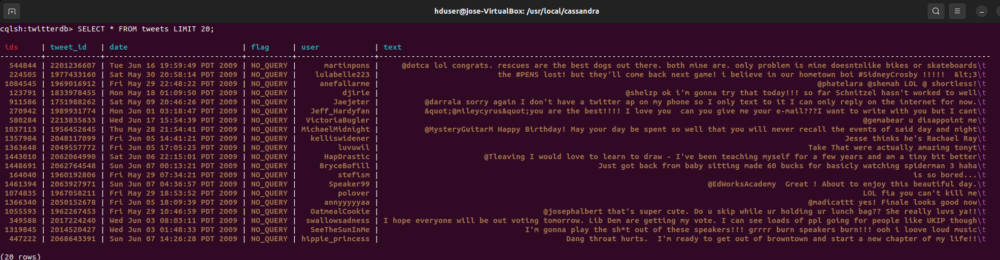 hduser@jose-VirtualBox: /usr/local/cassandra
cqlsh:twitterdb> SELECT * FROM tweets LIMIT 20;
ids | tweet_id | date | flag | user | text
544844 | 2201236607 | Tue Jun 16 19:59:49 PDT 2009 | NO_QUERY | martinpons | @dotca lol congrats. rescues are the best dogs out there. both mine are. only problem is mine doesntnlike bikes or skateboards\t
224505 | 1977433160 | Sat May 30 20:58:14 PDT 2009 | NO_QUERY | lulabelle223 | the #PENS lost! but they'll come back next game! i believe in our hometown boi #SidneyCrosby !!!!!  &lt;3\t
1084545 | 1969016912 | Fri May 29 22:48:22 PDT 2009 | NO_QUERY | anefallarme | @phatelara @shemah LOL @ shortless!\t
123791 | 1833978455 | Mon May 18 01:09:50 PDT 2009 | NO_QUERY | djirie | @shelzp ok i'm gonna try that today!!! so far Schnitzel hasn't worked to well\t
911586 | 1751988262 | Sat May 09 20:46:26 PDT 2009 | NO_QUERY | Jaejeter | @darrala sorry again I don't have a twitter ap on my phone so I only text to it I can only reply on the internet for now.\t
270942 | 1989931774 | Mon Jun 01 03:18:47 PDT 2009 | NO_QUERY | Jeff_Hardyfan | &quot;@mileycyrus&quot;you are the best!!!! I love you  can you give me your e-mail???I want to write with you but I cant\t
580284 | 2213835633 | Wed Jun 17 15:54:39 PDT 2009 | NO_QUERY | VictoriaBugler | @gemabear u disappoint me\t
1037113 | 1956452645 | Thu May 28 21:54:41 PDT 2009 | NO_QUERY | MichaelMidnight | @MysteryGuitarM Happy Birthday! May your day be spent so well that you will never recall the events of said day and night\t
1357984 | 2048117099 | Fri Jun 05 14:41:21 PDT 2009 | NO_QUERY | kelliswidener | Jesse thinks he's Rachael Ray\t
1363648 | 2049557772 | Fri Jun 05 17:05:25 PDT 2009 | NO_QUERY | luvuwil | Take That were actually amazing tonyt\t
1443010 | 2062064990 | Sat Jun 06 22:15:01 PDT 2009 | NO_QUERY | HapDrastic | @Tleaving I would love to learn to draw - I've been teaching myself for a few years and am a tiny bit better\t
1448691 | 2062764548 | Sun Jun 07 00:13:21 PDT 2009 | NO_QUERY | BryceBofill | Just got back from baby sitting made 60 bucks for basicly watching spiderman 3 haha\t
164040 | 1960192806 | Fri May 29 07:34:21 PDT 2009 | NO_QUERY | stefism | is so bored...\t
1461394 | 2063927971 | Sun Jun 07 04:36:57 PDT 2009 | NO_QUERY | Speaker99 | @EdWorksAcademy  Great ! About to enjoy this beautiful day.\t
1074835 | 1967058211 | Fri May 29 18:53:52 PDT 2009 | NO_QUERY | polover | LOL fia you can't kill me\t
1366340 | 2050152678 | Fri Jun 05 18:09:39 PDT 2009 | NO_QUERY | annyyyyyaa | @madicattt yes! Finale looks good now\t
1055593 | 1962267453 | Fri May 29 10:46:59 PDT 2009 | NO_QUERY | OatmealCookie | @josephalbert that's super cute. Do u skip while ur holding ur lunch bag?? She really luvs ya!!\t
349588 | 2017224240 | Wed Jun 03 08:03:11 PDT 2009 | NO_QUERY | swallowsadness | I hope everyone will be out voting tomorrow. Lib Dem are getting my vote. I can see loads of ppl going for people like UKIP though\t
1319845 | 2014520427 | Wed Jun 03 01:48:33 PDT 2009 | NO_QUERY | SeeTheSunInMe | I'm gonna play the sh*t out of these speakers!!! grrrr burn speakers burn!!! ooh i loove loud music\t
447222 | 2068643391 | Sun Jun 07 14:26:28 PDT 2009 | NO_QUERY | hippie_princess | Dang throat hurts.  I'm ready to get out of browntown and start a new chapter of my life!!\t
(20 rows)